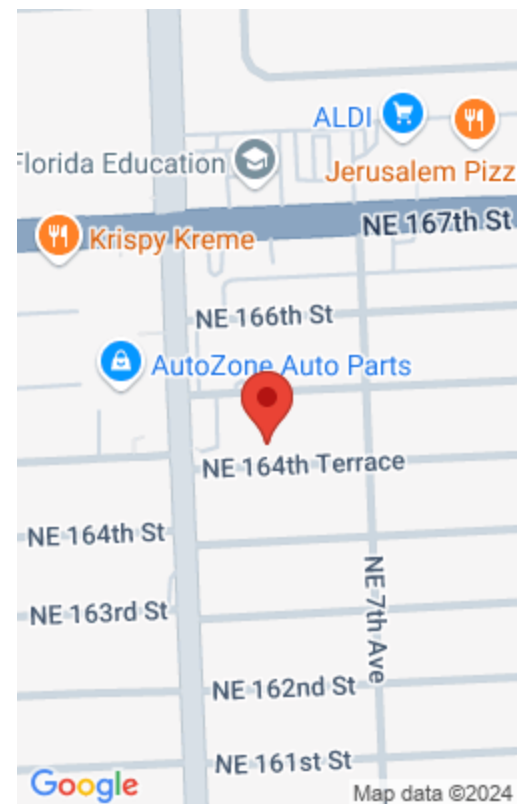 ALDI
Florida Education
Jerusalem Pizz
NE 167th St
Krispy Kreme
NE 166th St
AutoZone Auto Parts
NE 164th Terrace
NE 164th St
NE 7th Ave
NE 163rd St
NE 162nd St
NE 161st St
Google
Map data ©2024